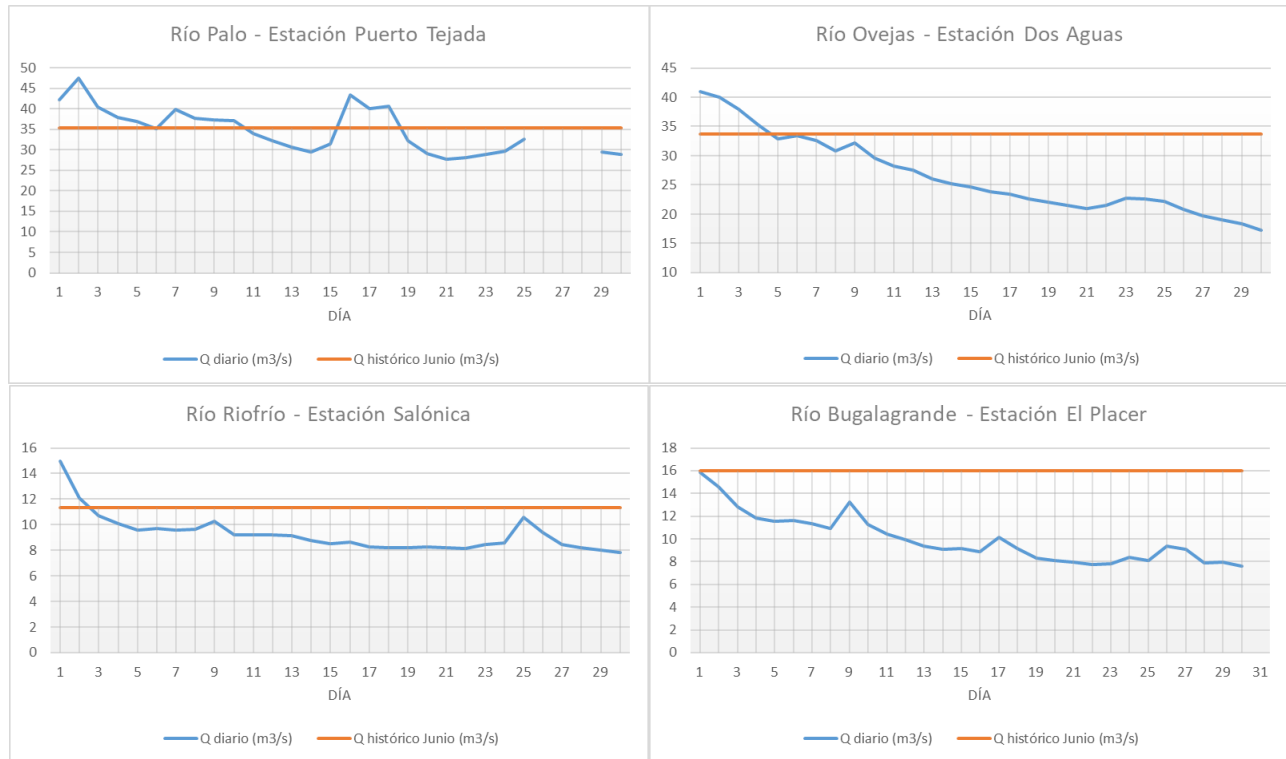 Río Palo - Estación Puerto Tejada
50
45
40
35
30
25
20
15
10
5
0
1 3 5 7 9 11 13 15 17 19 21 23 25 27 29
DÍA
Q diario (m3/s) Q histórico Junio (m3/s)
Río Ovejas - Estación Dos Aguas
45
40
35
30
25
20
15
10
1 3 5 7 9 11 13 15 17 19 21 23 25 27 29
DÍA
Q diario (m3/s) Q histórico Junio (m3/s)
Río Riofrío - Estación Salónica
16
14
12
10
8
6
4
2
0
1 3 5 7 9 11 13 15 17 19 21 23 25 27 29
DÍA
Q diario (m3/s) Q histórico Junio (m3/s)
Río Bugalagrande - Estación El Placer
18
16
14
12
10
8
6
4
2
0
1 3 5 7 9 11 13 15 17 19 21 23 25 27 29 31
DÍA
Q diario (m3/s) Q histórico Junio (m3/s)